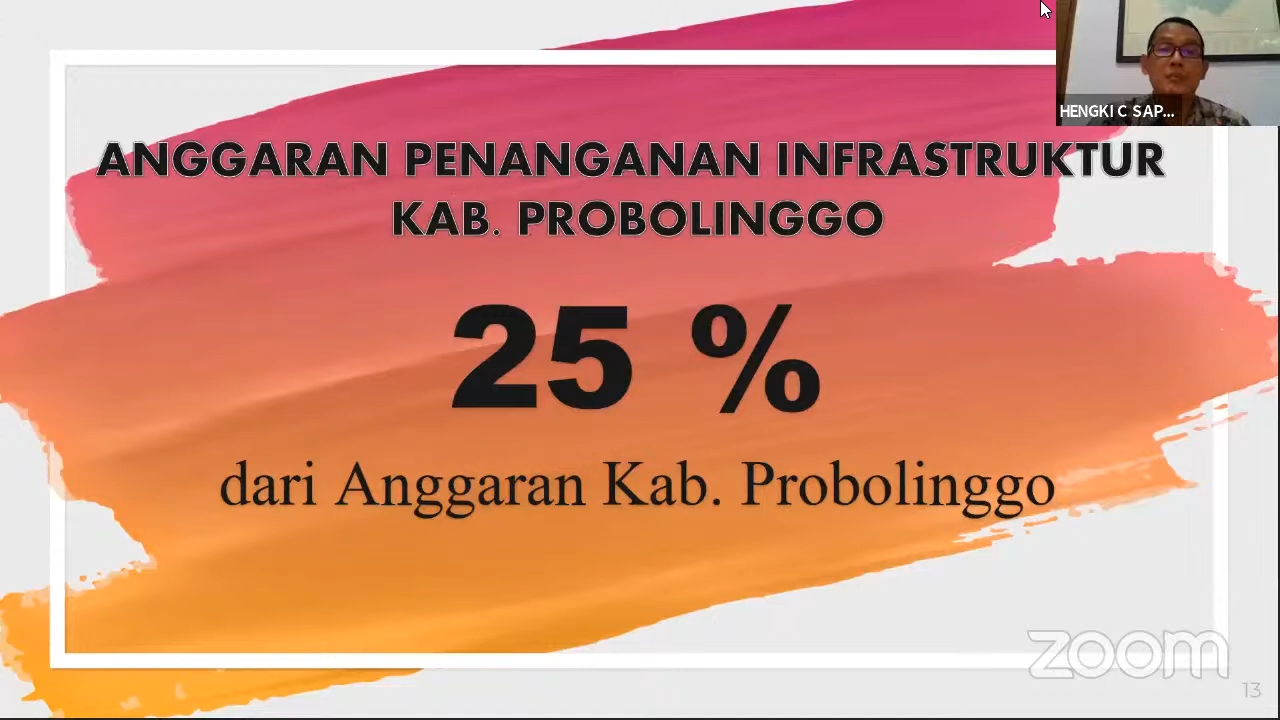 HENGKI C SAP...
ANGGARAN PENANGANAN INFRASTRUKTUR
KAB. PROBOLINGGO
25 %
dari Anggaran Kab. Probolinggo
zoom
13